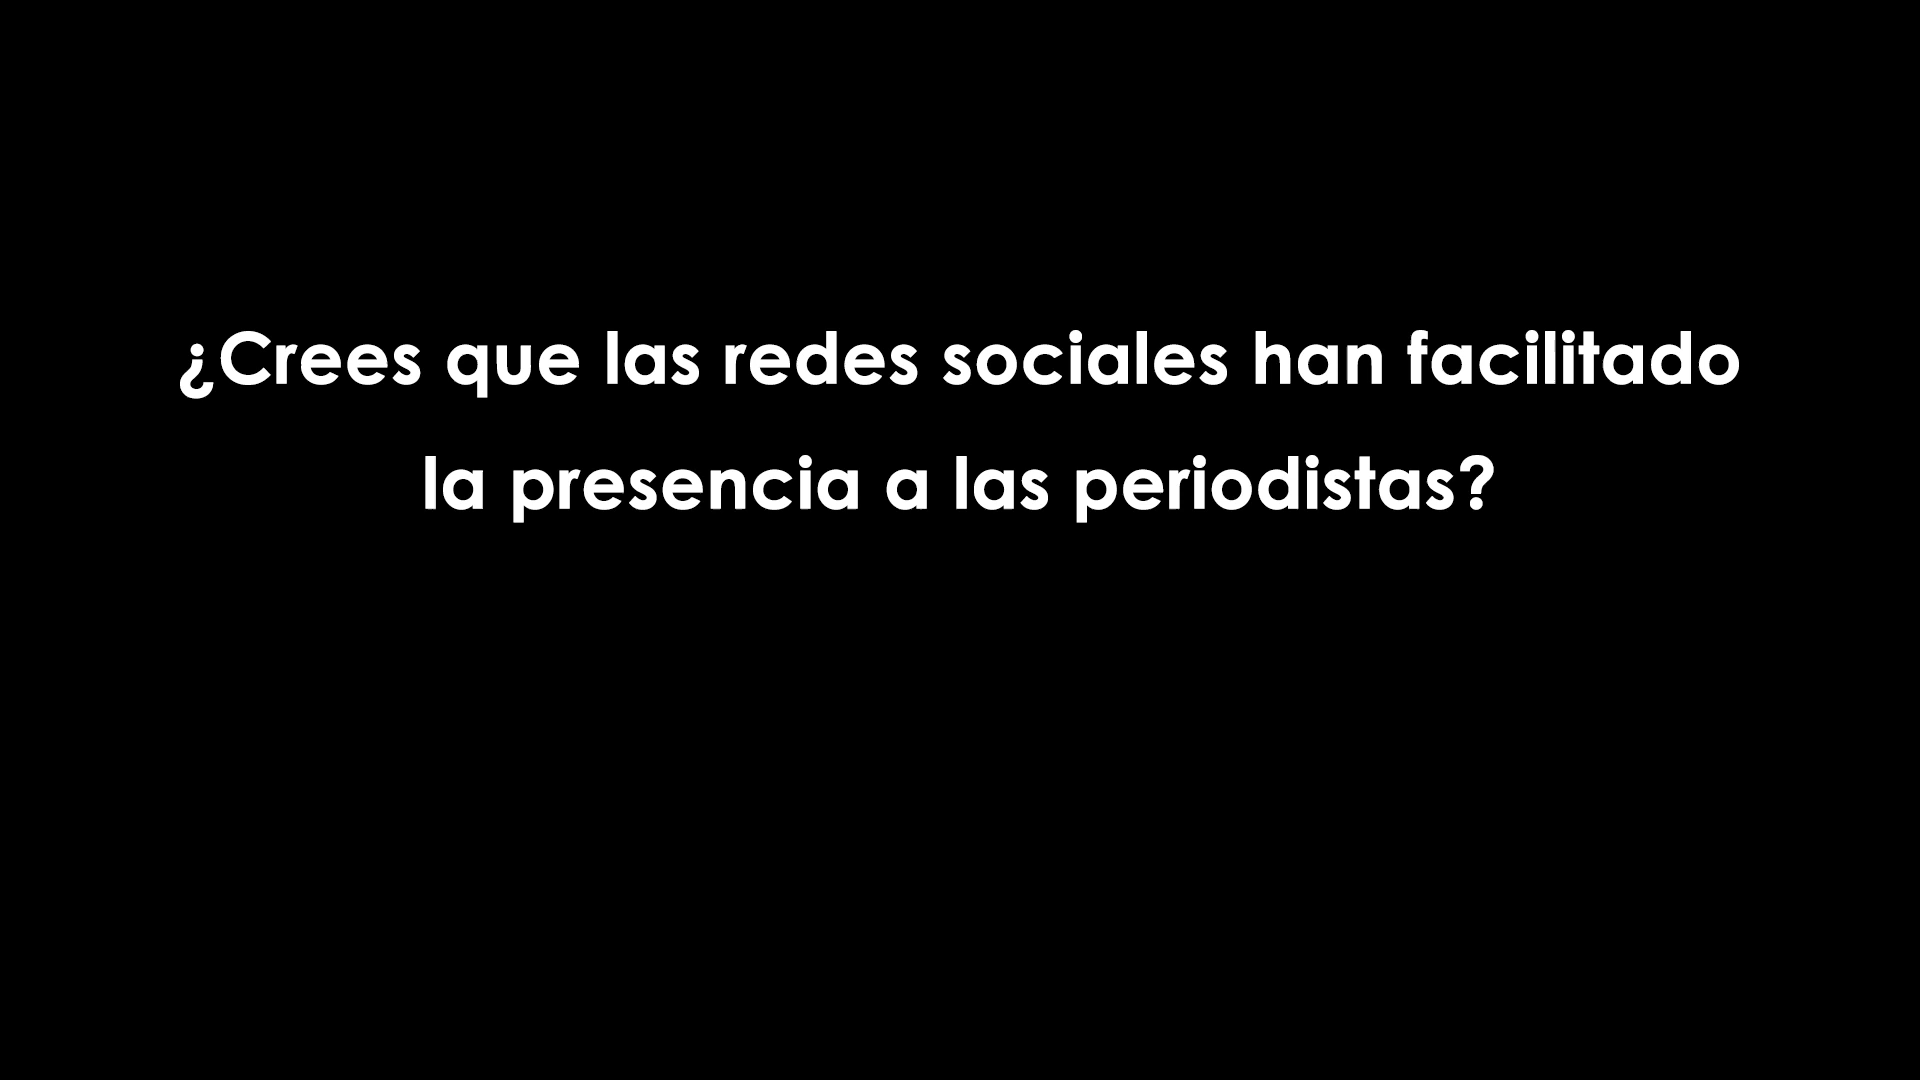 ¿Crees que las redes sociales han facilitado
la presencia a las periodistas?